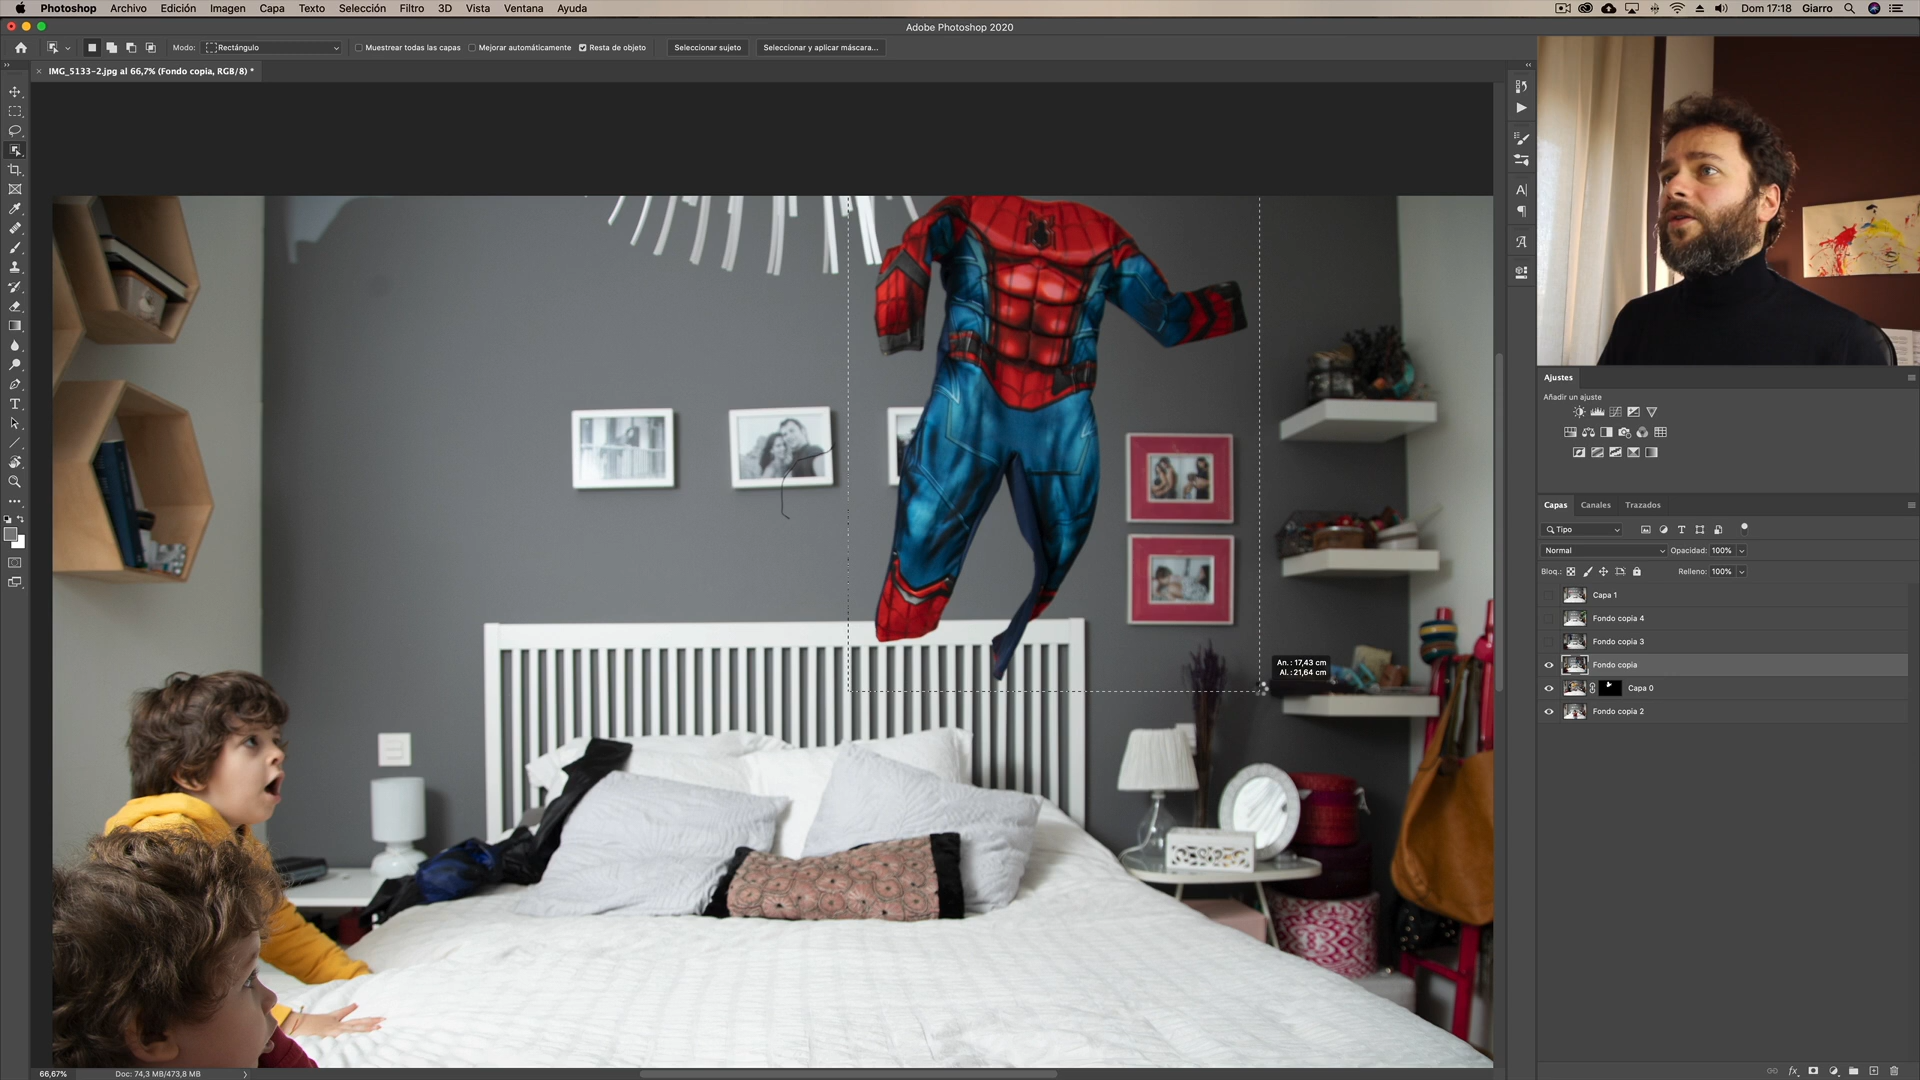 Photoshop Archivo Edición Imagen Capa Texto Selección Filtro 3D Vista Ventana Ayuda Dom 17:18 Giarro
Adobe Photoshop 2020
Modo: Rectángulo Muestrear todas las capas Mejorar automáticamente Resta de objeto Seleccionar sujeto Seleccionar y aplicar máscara...
IMG_5133-2.jpg al 66,7% (Fondo copia, RGB/8) *
Ajustes
Añadir un ajuste
Capas Canales Trazados
Tipo
Normal Opacidad: 100%
Bloq.: Relleno: 100%
Capa 1
Fondo copia 4
Fondo copia 3
Fondo copia
Capa 0
Fondo copia 2
An.: 17,43 cm
Al.: 21,64 cm
66,67% Doc: 74,3 MB/473,8 MB